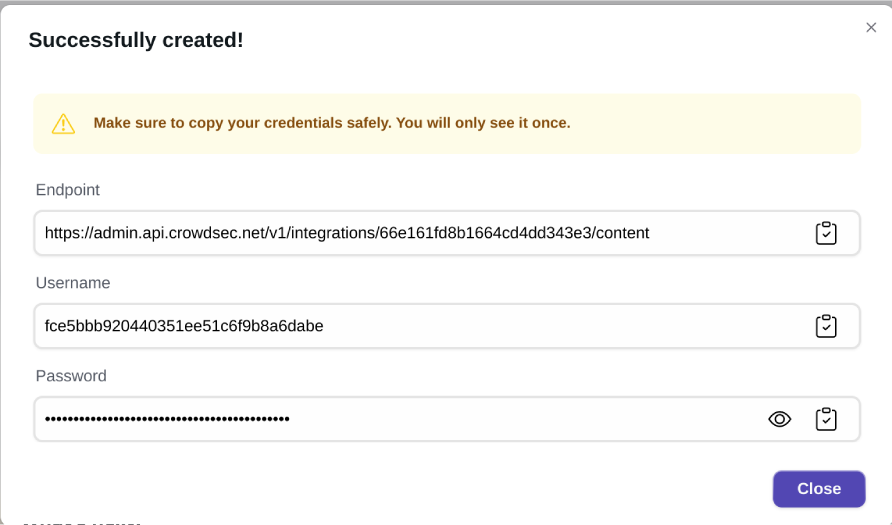 Successfully created!
Make sure to copy your credentials safely. You will only see it once.
Endpoint
https://admin.api.crowdsec.net/v1/integrations/66e161fd8b1664cd4dd343e3/content
Username
fce5bbb920440351ee51c6f9b8a6dabe
Password
Close